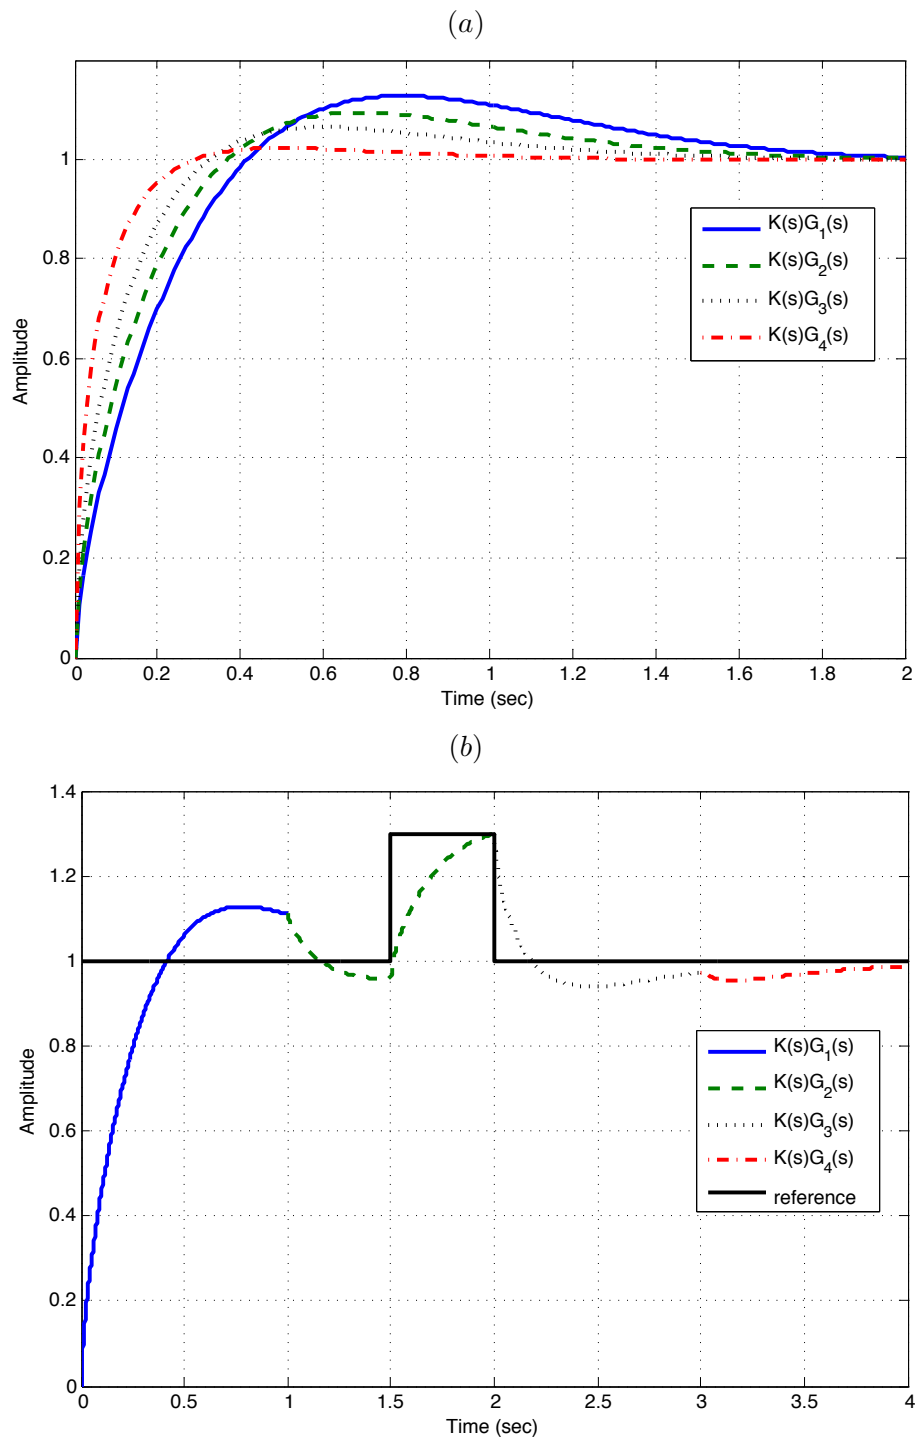 (a)
1
0.8
0.6
0.4
0.2
0
Amplitude
K(s)G1(s)
K(s)G2(s)
K(s)G3(s)
K(s)G4(s)
0 0.2 0.4 0.6 0.8 1 1.2 1.4 1.6 1.8 2
Time (sec)
(b)
1.4
1.2
1
0.8
0.6
0.4
0.2
0
Amplitude
K(s)G1(s)
K(s)G2(s)
K(s)G3(s)
K(s)G4(s)
reference
0 0.5 1 1.5 2 2.5 3 3.5 4
Time (sec)